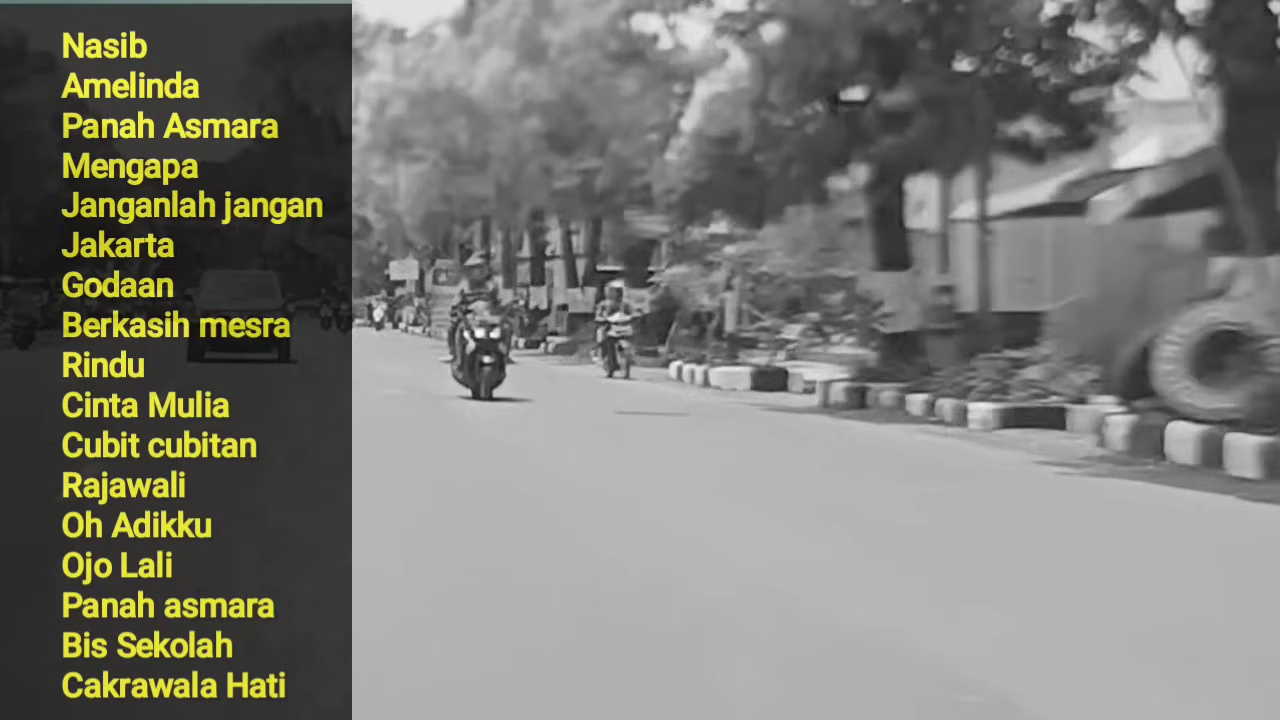 Nasib
Amelinda
Panah Asmara
Mengapa
Janganlah jangan
Jakarta
Godaan
Berkasih mesra
Rindu
Cinta Mulia
Cubit cubitan
Rajawali
Oh Adikku
Ojo Lali
Panah asmara
Bis Sekolah
Cakrawala Hati